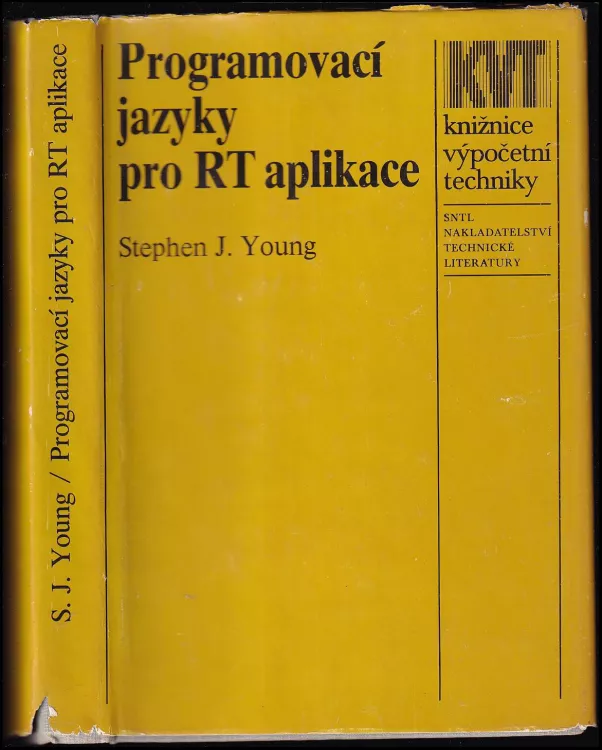 S. J. Young / Programovací jazyky pro RT aplikace
Programovací
jazyky
pro RT aplikace
Stephen J. Young
KVT
knižnice
výpočetní
techniky
SNTL
NAKLADATELSTVÍ
TECHNICKÉ
LITERATURY